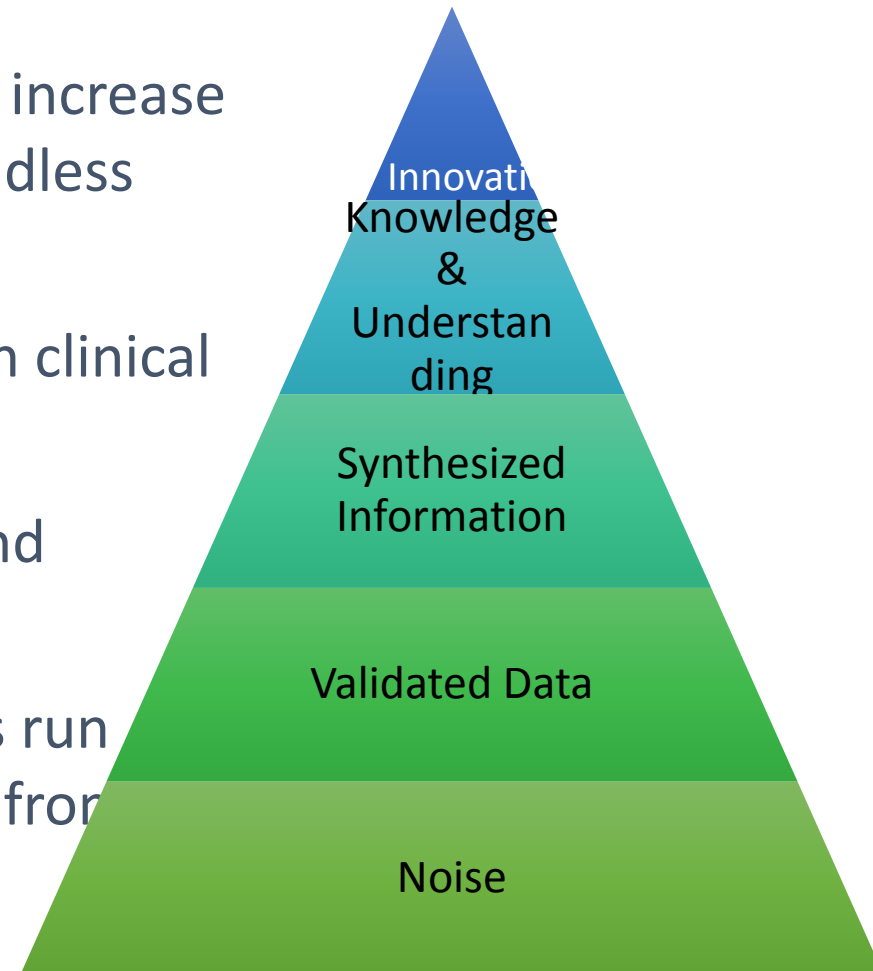 increase
dless
clinical
nd
s run
Innovati
Knowledge
&
Understan
ding
Synthesized
Information
Validated Data
Noise